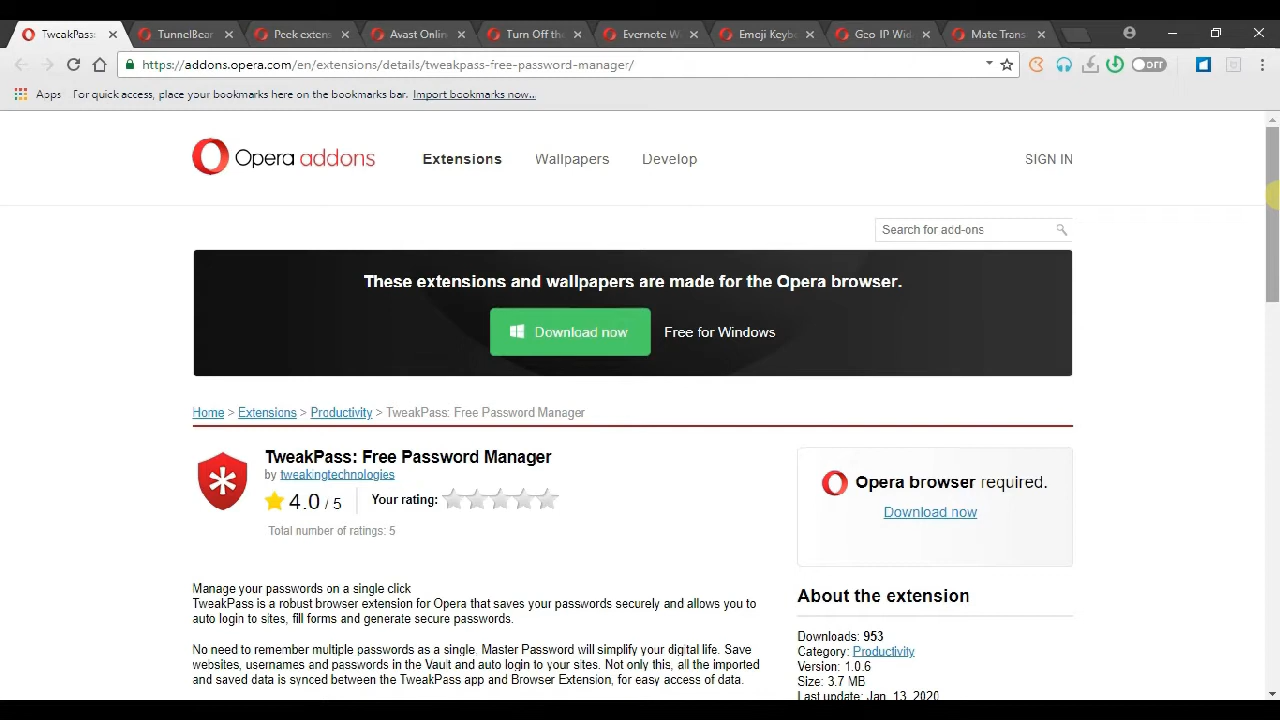 TweakPass: TunnelBear Peek extens Avast Onlin Turn Off the Evernote W Emoji Keyb Geo IP Wid Mate Trans
https://addons.opera.com/en/extensions/details/tweakpass-free-password-manager/
OFF
Apps For quick access, place your bookmarks here on the bookmarks bar. Import bookmarks now...
Opera addons Extensions Wallpapers Develop SIGN IN
Search for add-ons
These extensions and wallpapers are made for the Opera browser.
Download now Free for Windows
Home > Extensions > Productivity > TweakPass: Free Password Manager
TweakPass: Free Password Manager
by tweakingtechnologies
4.0 / 5 Your rating:
Total number of ratings: 5
Opera browser required.
Download now
Manage your passwords on a single click
TweakPass is a robust browser extension for Opera that saves your passwords securely and allows you to
auto login to sites, fill forms and generate secure passwords.
No need to remember multiple passwords as a single, Master Password will simplify your digital life. Save
websites, usernames and passwords in the Vault and auto login to your sites. Not only this, all the imported
and saved data is synced between the TweakPass app and Browser Extension, for easy access of data.
About the extension
Downloads: 953
Category: Productivity
Version: 1.0.6
Size: 3.7 MB
Last update: Jan. 13, 2020